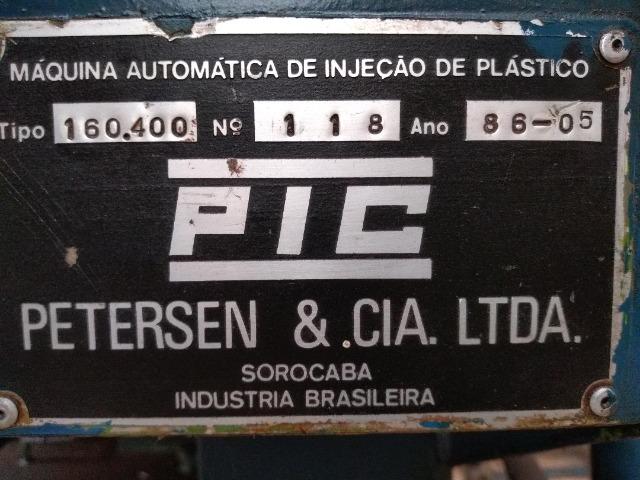 MÁQUINA AUTOMÁTICA DE INJEÇÃO DE PLÁSTICO
Tipo 160.400 Nº 118 Ano 86-05
PIC
PETERSEN & CIA. LTDA.
SOROCABA
INDUSTRIA BRASILEIRA